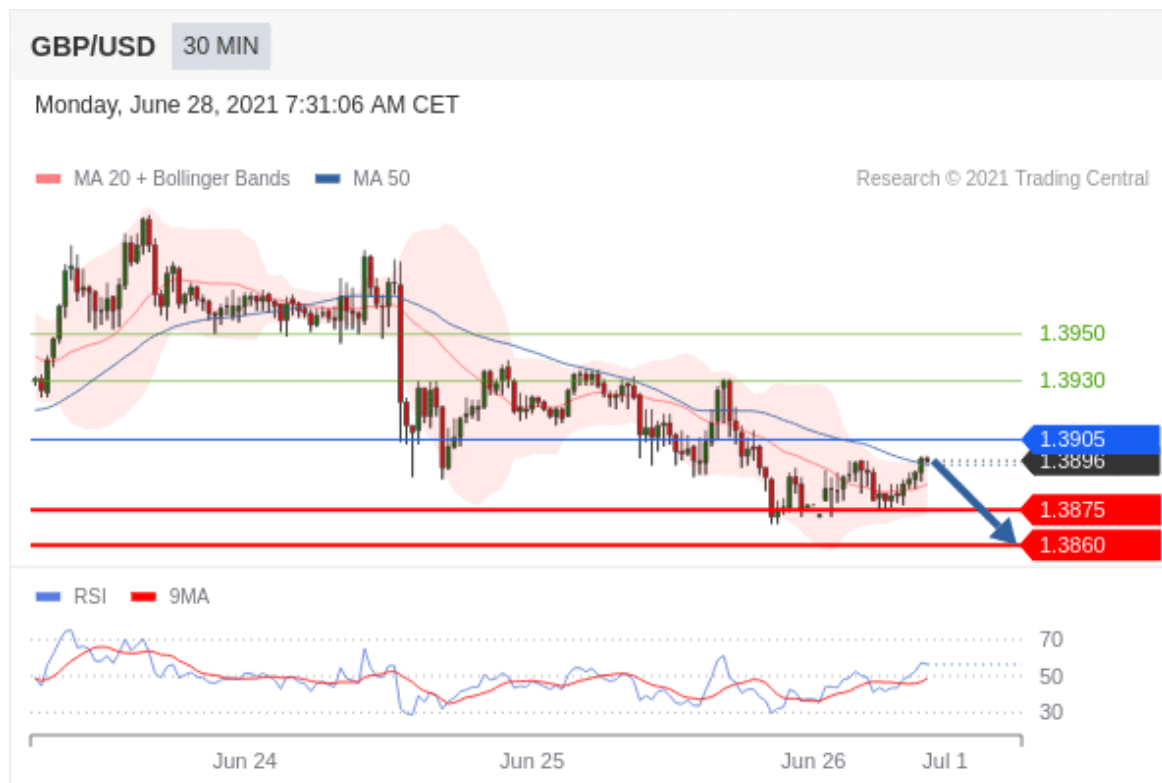 GBP/USD 30 MIN
Monday, June 28, 2021 7:31:06 AM CET
MA 20 + Bollinger Bands MA 50 Research © 2021 Trading Central
1.3950
1.3930
1.3905
1.3896
1.3875
1.3860
RSI 9MA
70
50
30
Jun 24 Jun 25 Jun 26 Jul 1